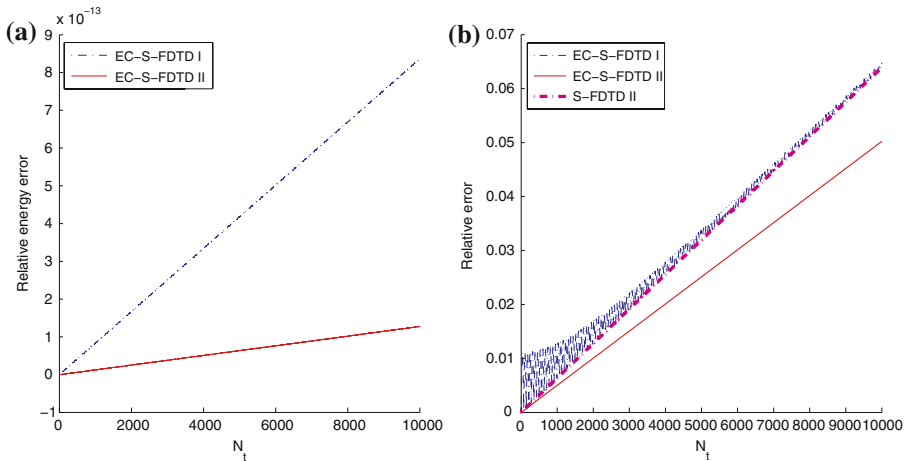 (a)
x 10−13
9
8
7
6
5
4
3
2
1
0
−1
Relative energy error
EC−S−FDTD I
EC−S−FDTD II
0 2000 4000 6000 8000 10000
Nt
(b)
0.07
0.06
0.05
0.04
0.03
0.02
0.01
0
Relative error
EC−S−FDTD I
EC−S−FDTD II
S−FDTD II
0 1000 2000 3000 4000 5000 6000 7000 8000 9000 10000
Nt